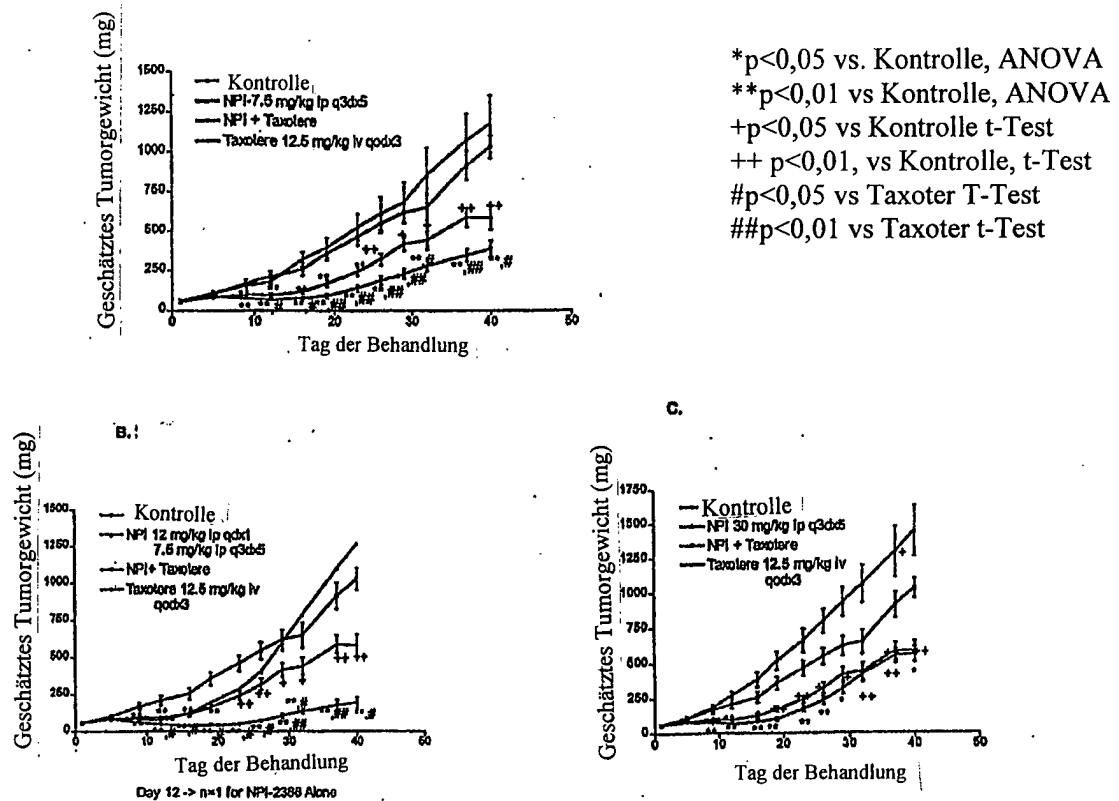 Geschätztes Tumorgewicht (mg)
1500
1250
1000
750
500
250
0
Kontrolle
NPI-7.5 mg/kg ip q3dx5
NPI + Taxotere
Taxotere 12.5 mg/kg iv qodx3
0 10 20 30 40 50
Tag der Behandlung
*p<0,05 vs. Kontrolle, ANOVA
**p<0,01 vs Kontrolle, ANOVA
+p<0,05 vs Kontrolle t-Test
++ p<0,01, vs Kontrolle, t-Test
#p<0,05 vs Taxoter T-Test
##p<0,01 vs Taxoter t-Test
B.
Geschätztes Tumorgewicht (mg)
1500
1250
1000
750
500
250
0
Kontrolle
NPI 12 mg/kg ip qdx1
7.5 mg/kg ip q3dx5
NPI+ Taxotere
Taxotere 12.5 mg/kg iv
qodx3
0 10 20 30 40 50 60
Tag der Behandlung
Day 12 -> n=1 for NPI-2388 Alone
C.
Geschätztes Tumorgewicht (mg)
1750
1500
1250
1000
750
500
250
0
Kontrolle
NPI 30 mg/kg ip q3dx5
NPI + Taxotere
Taxotere 12.5 mg/kg iv
qodx3
0 10 20 30 40 50
Tag der Behandlung